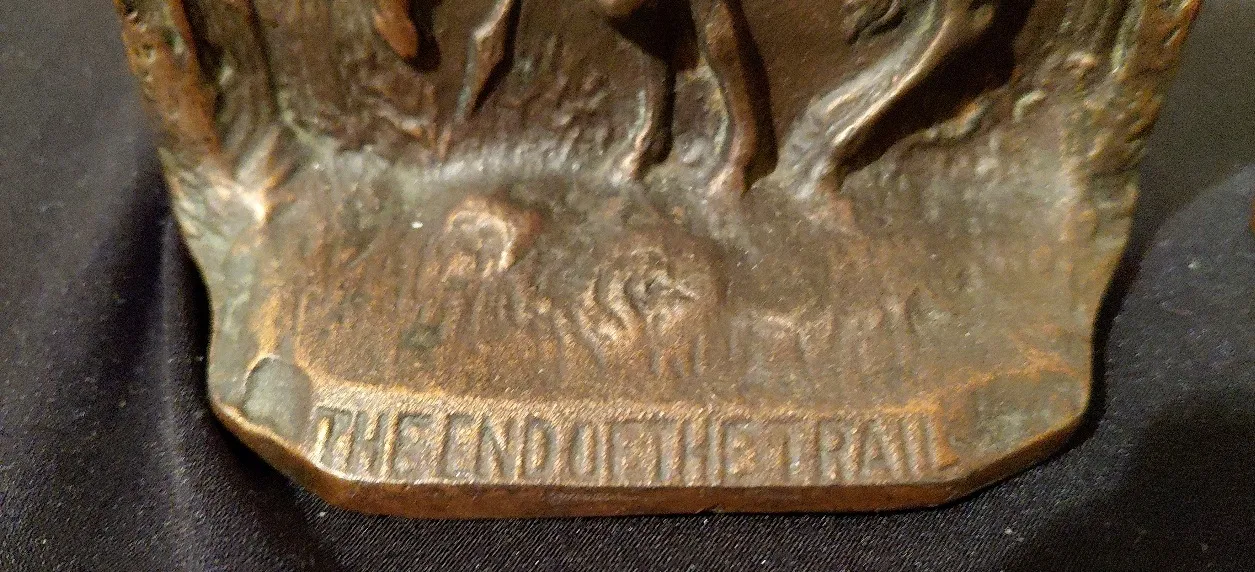 THE END OF THE TRAIL